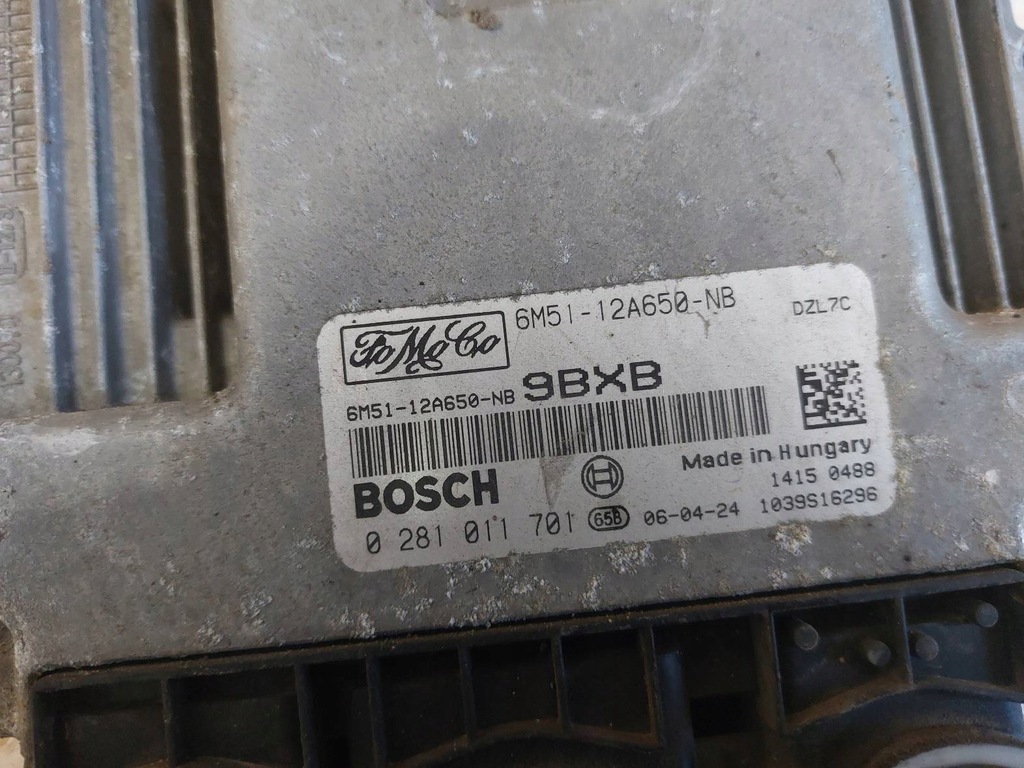 FoMoCo 6M51-12A650-NB DZL7C
6M51-12A650-NB 9BXB
BOSCH Made in Hungary
1415 0488
0 281 011 701 65B 06-04-24 1039S16296